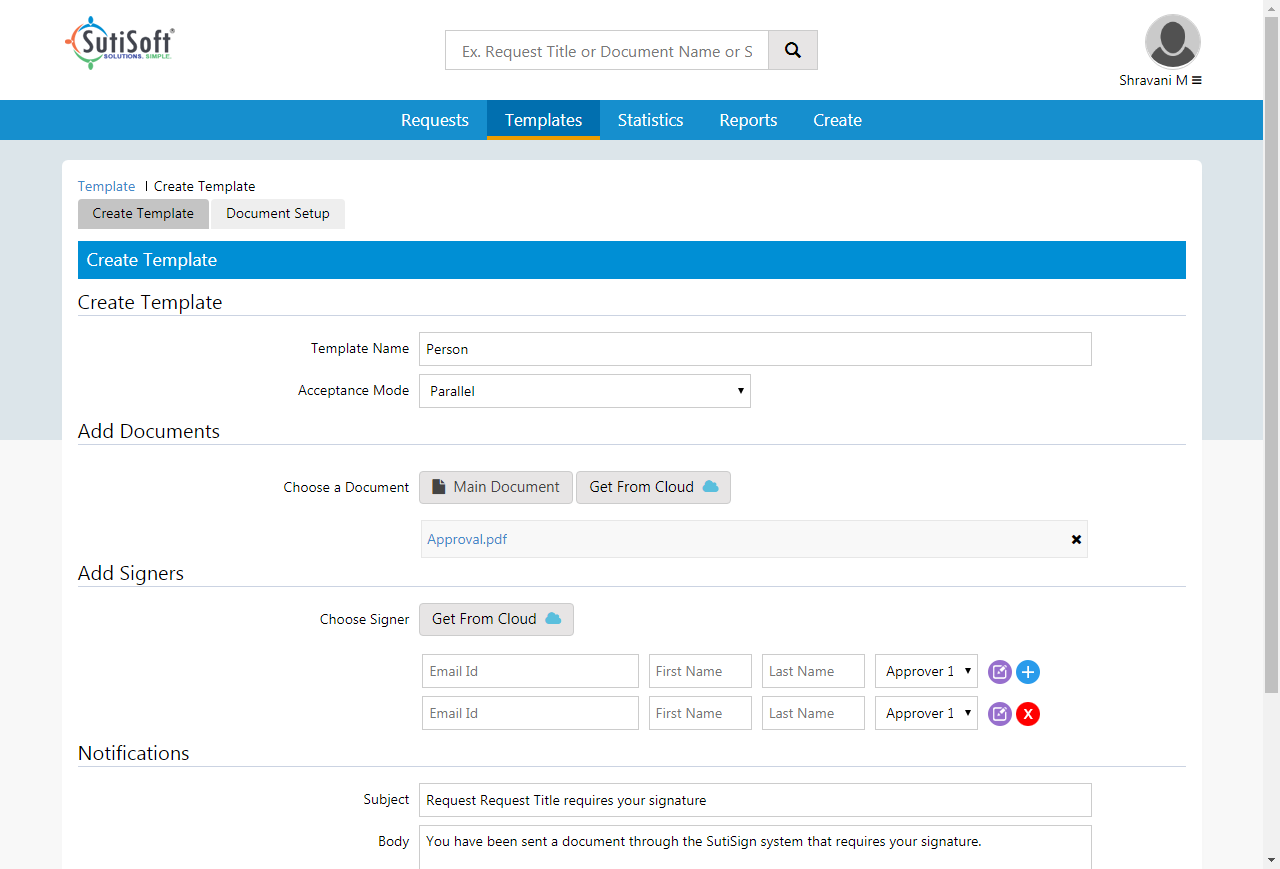 SutiSoft®
SOLUTIONS. SIMPLE.
Ex. Request Title or Document Name or S
Shravani M
Requests Templates Statistics Reports Create
Template | Create Template
Create Template Document Setup
Create Template
Create Template
Template Name Person
Acceptance Mode Parallel
Add Documents
Choose a Document Main Document Get From Cloud
Approval.pdf
Add Signers
Choose Signer Get From Cloud
Email Id First Name Last Name Approver 1
Email Id First Name Last Name Approver 1 X
Notifications
Subject Request Request Title requires your signature
Body You have been sent a document through the SutiSign system that requires your signature.